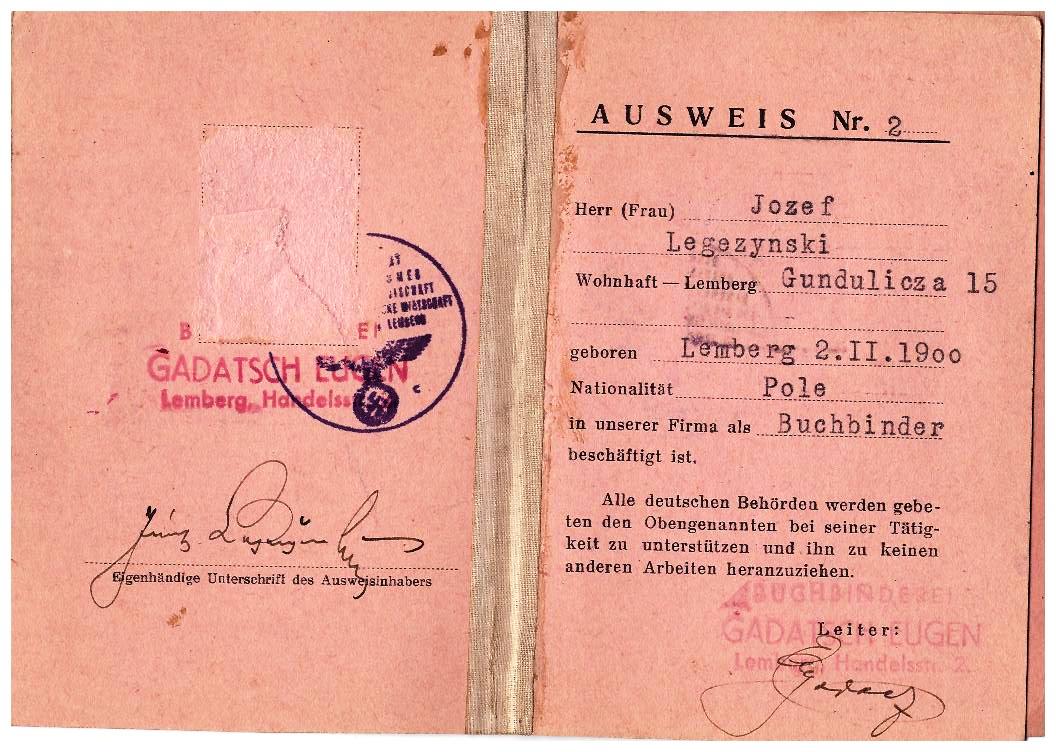 GADATSCH EUGEN
Lemberg, Handelsstr.
LEMBERG
Eigenhändige Unterschrift des Ausweisinhabers
AUSWEIS Nr. 2
Herr (Frau) Jozef
Legezynski
Wohnhaft — Lemberg Gundulicza 15
geboren Lemberg 2.II.1900
Nationalität Pole
in unserer Firma als Buchbinder
beschäftigt ist.
Alle deutschen Behörden werden gebe-
ten den Obengenannten bei seiner Tätig-
keit zu unterstützen und ihn zu keinen
anderen Arbeiten heranzuziehen.
BUCHBINDEREI
Leiter:
GADATSCH EUGEN
Lemberg, Handelsstr. 2.